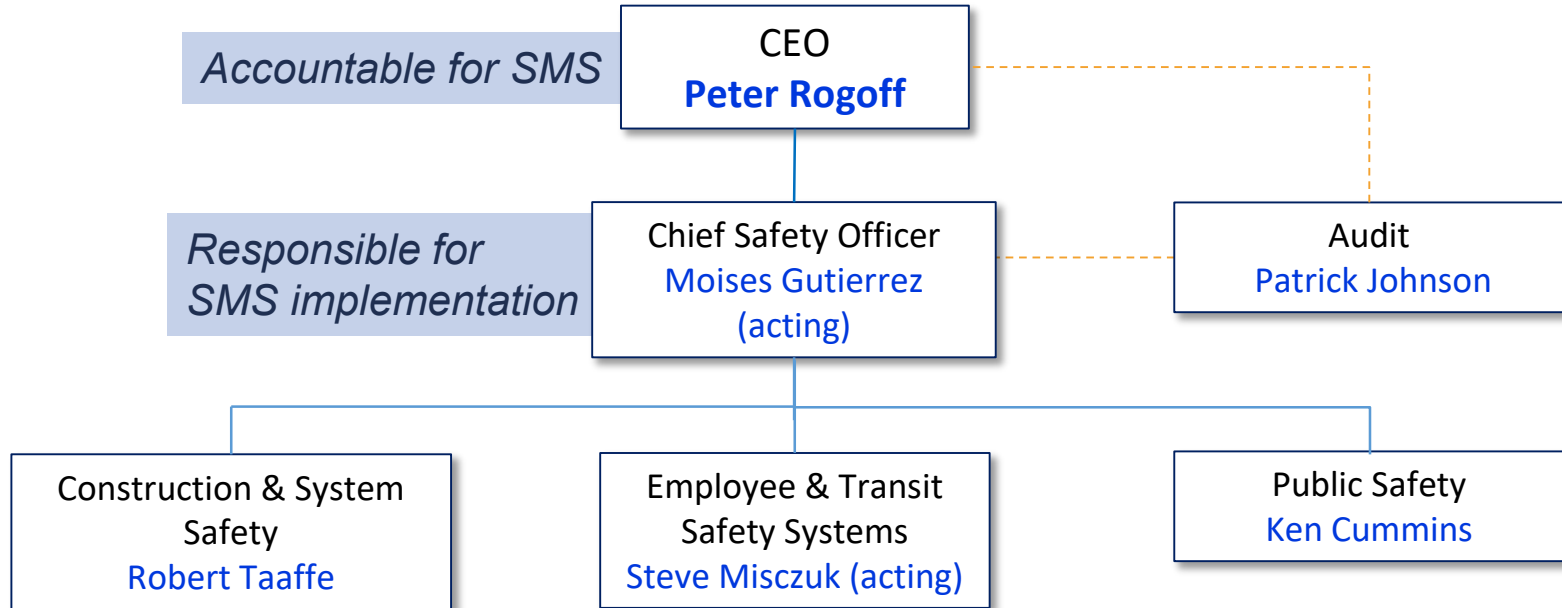 Accountable for SMS
CEO
Peter Rogoff
Responsible for
SMS implementation
Chief Safety Officer
Moises Gutierrez
(acting)
Audit
Patrick Johnson
Construction & System
Safety
Robert Taaffe
Employee & Transit
Safety Systems
Steve Misczuk (acting)
Public Safety
Ken Cummins